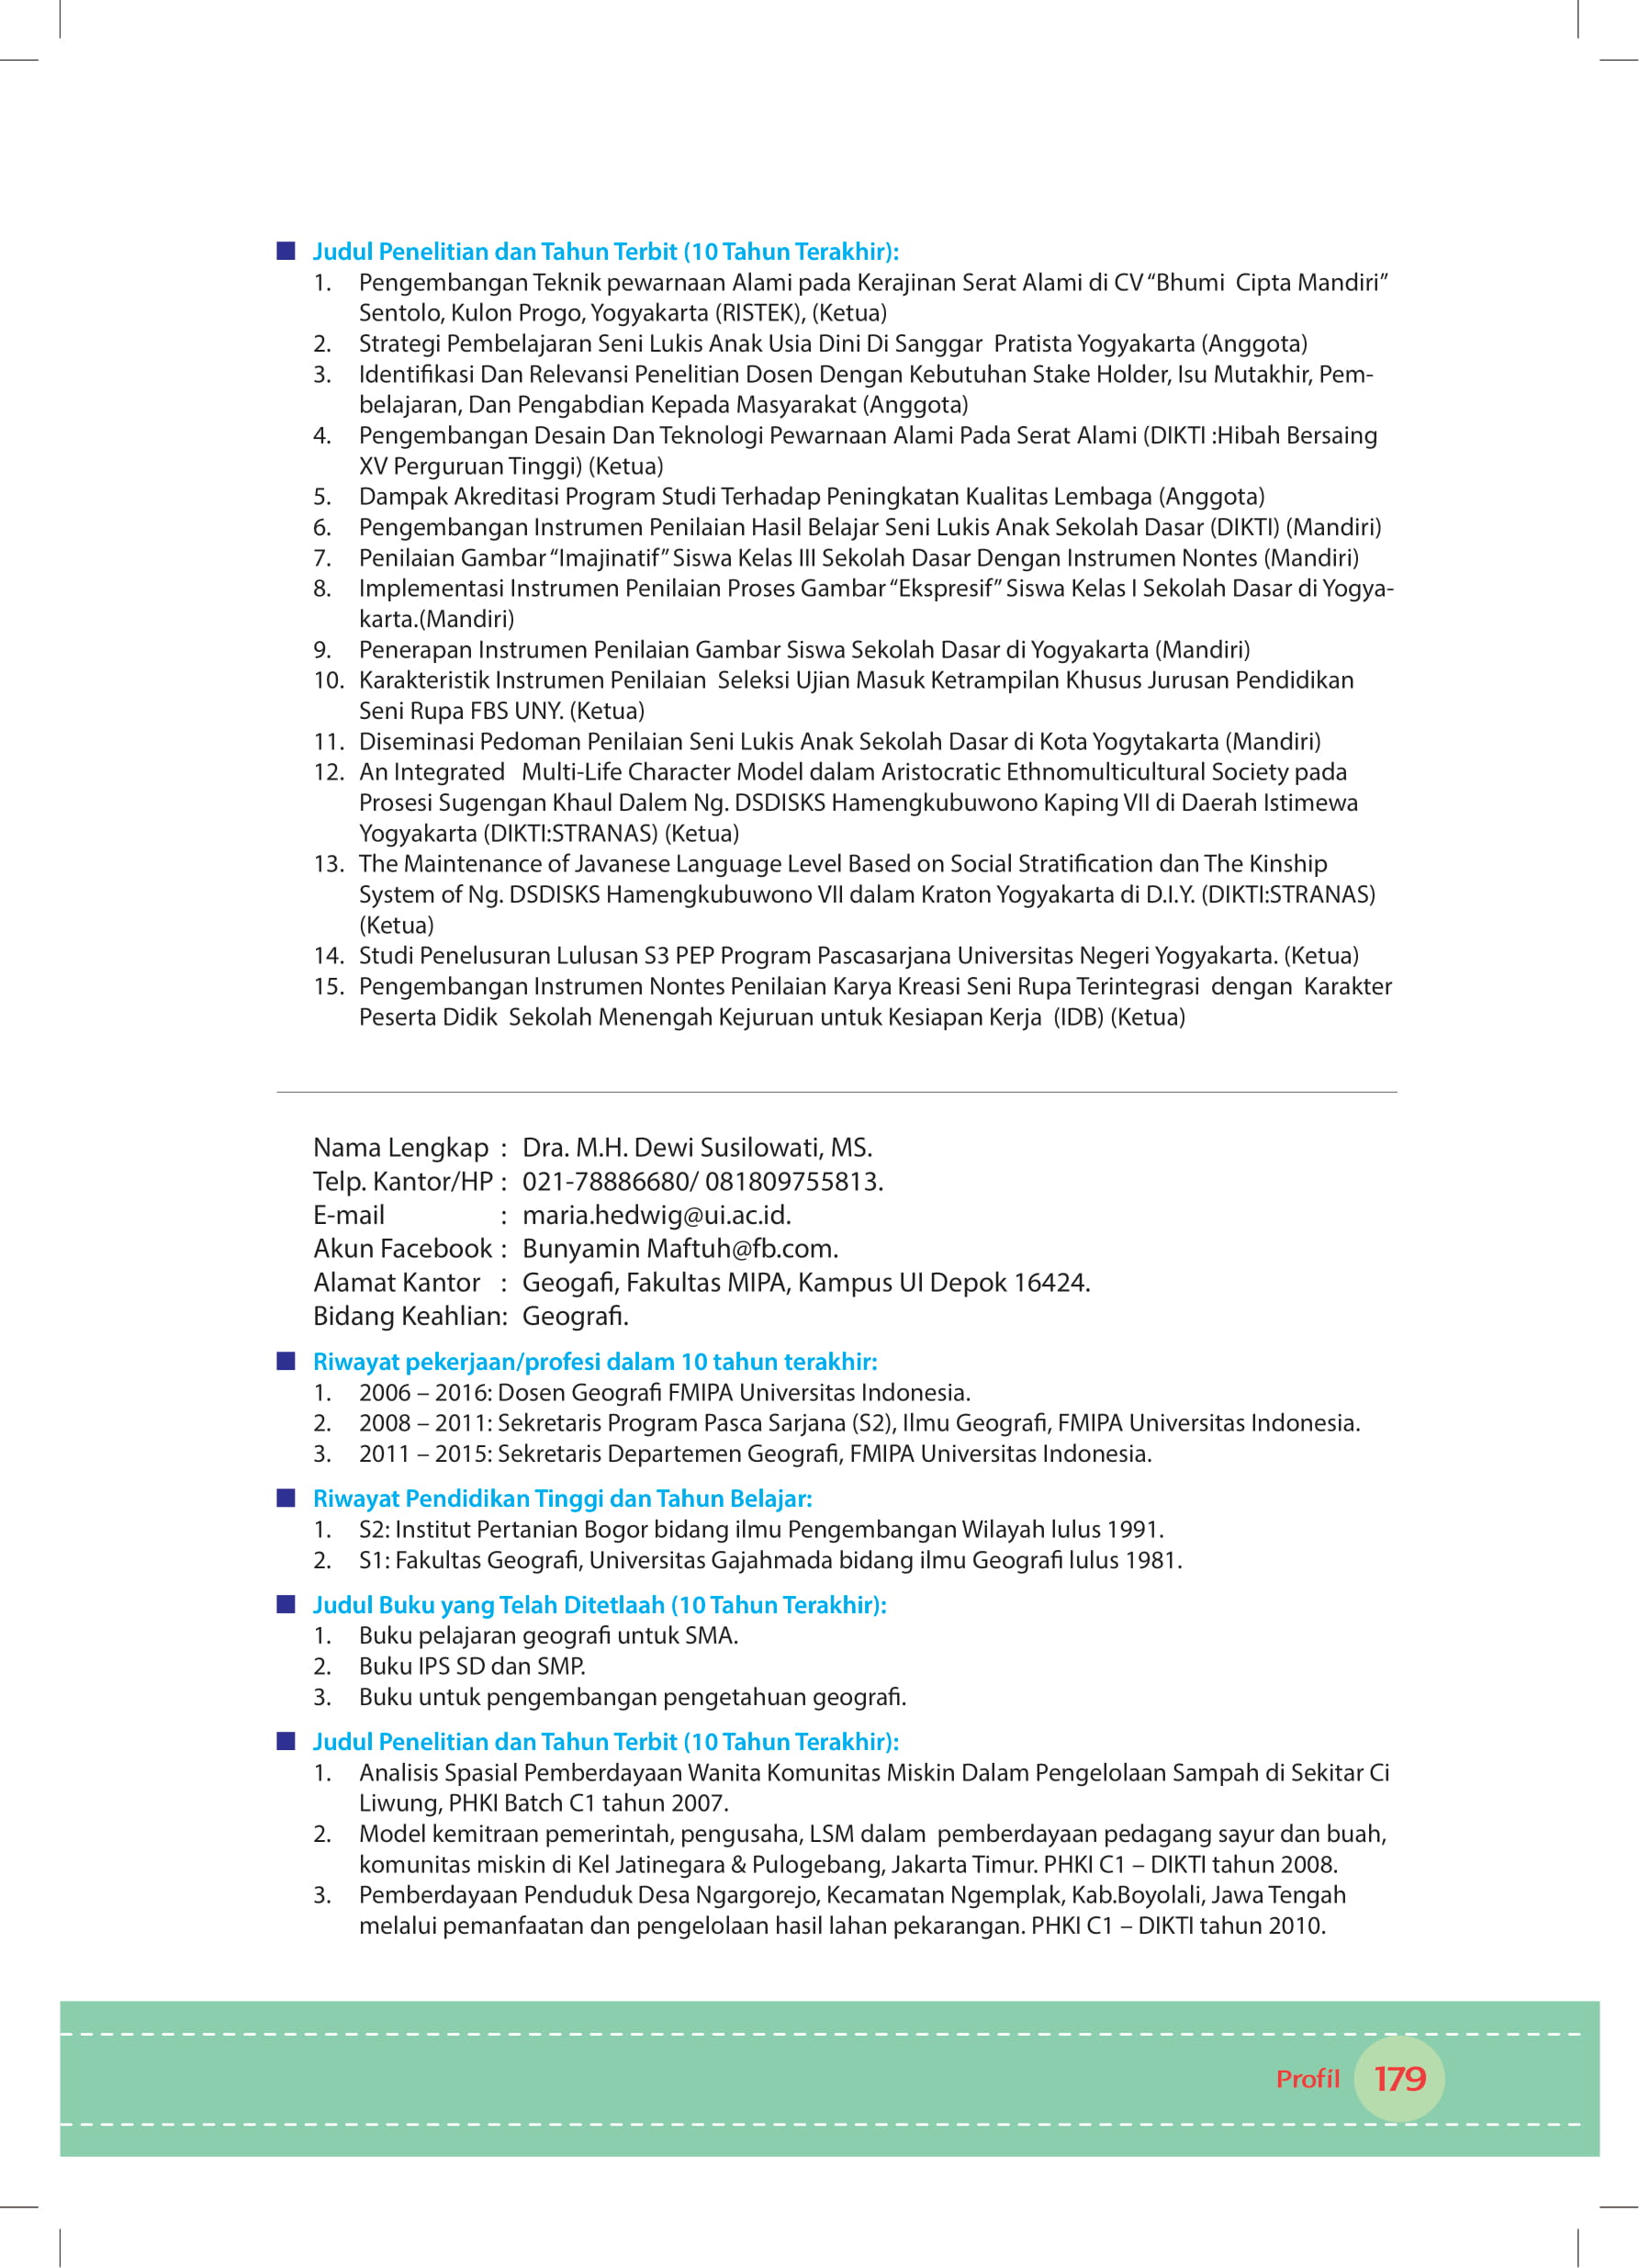 Judul Penelitian dan Tahun Terbit (10 Tahun Terakhir):
1. Pengembangan Teknik pewarnaan Alami pada Kerajinan Serat Alami di CV “Bhumi  Cipta Mandiri”
Sentolo, Kulon Progo, Yogyakarta (RISTEK), (Ketua)
2. Strategi Pembelajaran Seni Lukis Anak Usia Dini Di Sanggar  Pratista Yogyakarta (Anggota)
3. Identifikasi Dan Relevansi Penelitian Dosen Dengan Kebutuhan Stake Holder, Isu Mutakhir, Pem-
belajaran, Dan Pengabdian Kepada Masyarakat (Anggota)
4. Pengembangan Desain Dan Teknologi Pewarnaan Alami Pada Serat Alami (DIKTI :Hibah Bersaing
XV Perguruan Tinggi) (Ketua)
5. Dampak Akreditasi Program Studi Terhadap Peningkatan Kualitas Lembaga (Anggota)
6. Pengembangan Instrumen Penilaian Hasil Belajar Seni Lukis Anak Sekolah Dasar (DIKTI) (Mandiri)
7. Penilaian Gambar “Imajinatif” Siswa Kelas III Sekolah Dasar Dengan Instrumen Nontes (Mandiri)
8. Implementasi Instrumen Penilaian Proses Gambar “Ekspresif” Siswa Kelas I Sekolah Dasar di Yogya-
karta.(Mandiri)
9. Penerapan Instrumen Penilaian Gambar Siswa Sekolah Dasar di Yogyakarta (Mandiri)
10. Karakteristik Instrumen Penilaian  Seleksi Ujian Masuk Ketrampilan Khusus Jurusan Pendidikan
Seni Rupa FBS UNY. (Ketua)
11. Diseminasi Pedoman Penilaian Seni Lukis Anak Sekolah Dasar di Kota Yogytakarta (Mandiri)
12. An Integrated   Multi-Life Character Model dalam Aristocratic Ethnomulticultural Society pada
Prosesi Sugengan Khaul Dalem Ng. DSDISKS Hamengkubuwono Kaping VII di Daerah Istimewa
Yogyakarta (DIKTI:STRANAS) (Ketua)
13. The Maintenance of Javanese Language Level Based on Social Stratification dan The Kinship
System of Ng. DSDISKS Hamengkubuwono VII dalam Kraton Yogyakarta di D.I.Y. (DIKTI:STRANAS)
(Ketua)
14. Studi Penelusuran Lulusan S3 PEP Program Pascasarjana Universitas Negeri Yogyakarta. (Ketua)
15. Pengembangan Instrumen Nontes Penilaian Karya Kreasi Seni Rupa Terintegrasi  dengan  Karakter
Peserta Didik  Sekolah Menengah Kejuruan untuk Kesiapan Kerja  (IDB) (Ketua)
Nama Lengkap : Dra. M.H. Dewi Susilowati, MS.
Telp. Kantor/HP : 021-78886680/ 081809755813.
E-mail : maria.hedwig@ui.ac.id.
Akun Facebook : Bunyamin Maftuh@fb.com.
Alamat Kantor : Geogafi, Fakultas MIPA, Kampus UI Depok 16424.
Bidang Keahlian: Geografi.
Riwayat pekerjaan/profesi dalam 10 tahun terakhir:
1. 2006 – 2016: Dosen Geografi FMIPA Universitas Indonesia.
2. 2008 – 2011: Sekretaris Program Pasca Sarjana (S2), Ilmu Geografi, FMIPA Universitas Indonesia.
3. 2011 – 2015: Sekretaris Departemen Geografi, FMIPA Universitas Indonesia.
Riwayat Pendidikan Tinggi dan Tahun Belajar:
1. S2: Institut Pertanian Bogor bidang ilmu Pengembangan Wilayah lulus 1991.
2. S1: Fakultas Geografi, Universitas Gajahmada bidang ilmu Geografi lulus 1981.
Judul Buku yang Telah Ditetlaah (10 Tahun Terakhir):
1. Buku pelajaran geografi untuk SMA.
2. Buku IPS SD dan SMP.
3. Buku untuk pengembangan pengetahuan geografi.
Judul Penelitian dan Tahun Terbit (10 Tahun Terakhir):
1. Analisis Spasial Pemberdayaan Wanita Komunitas Miskin Dalam Pengelolaan Sampah di Sekitar Ci
Liwung, PHKI Batch C1 tahun 2007.
2. Model kemitraan pemerintah, pengusaha, LSM dalam  pemberdayaan pedagang sayur dan buah,
komunitas miskin di Kel Jatinegara & Pulogebang, Jakarta Timur. PHKI C1 – DIKTI tahun 2008.
3. Pemberdayaan Penduduk Desa Ngargorejo, Kecamatan Ngemplak, Kab.Boyolali, Jawa Tengah
melalui pemanfaatan dan pengelolaan hasil lahan pekarangan. PHKI C1 – DIKTI tahun 2010.
Profil 179